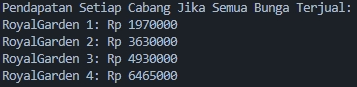 Pendapatan Setiap Cabang Jika Semua Bunga Terjual:
RoyalGarden 1: Rp 1970000
RoyalGarden 2: Rp 3630000
RoyalGarden 3: Rp 4930000
RoyalGarden 4: Rp 6465000